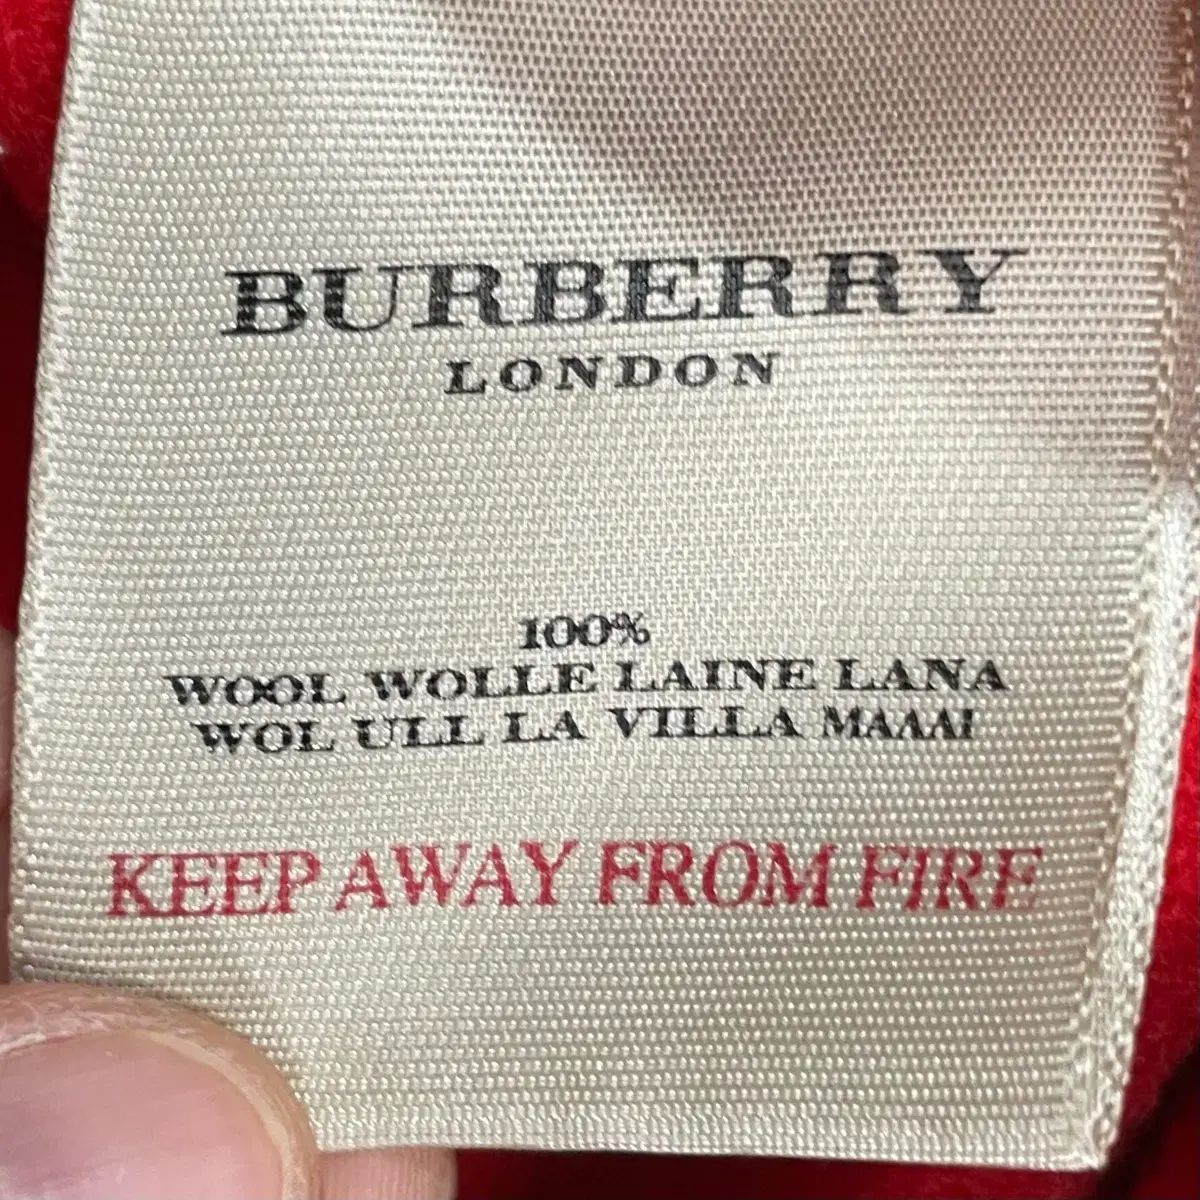 BURBERRY
LONDON
100%
WOOL WOLLE LAINE LANA
WOL ULL LA VILLA MAAAI
KEEP AWAY FROM FIRE